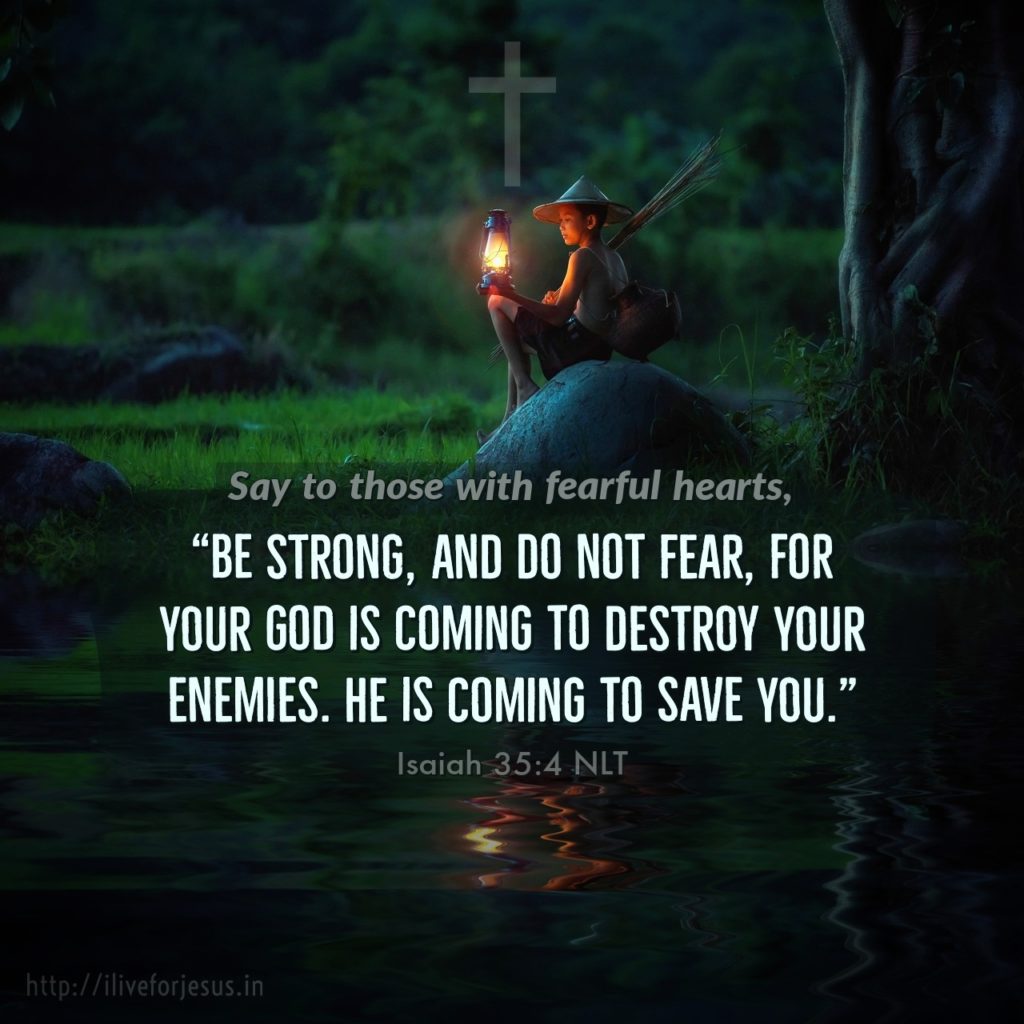 Say to those with fearful hearts,
“BE STRONG, AND DO NOT FEAR, FOR
YOUR GOD IS COMING TO DESTROY YOUR
ENEMIES. HE IS COMING TO SAVE YOU.”
Isaiah 35:4 NLT
http://iliveforjesus.in